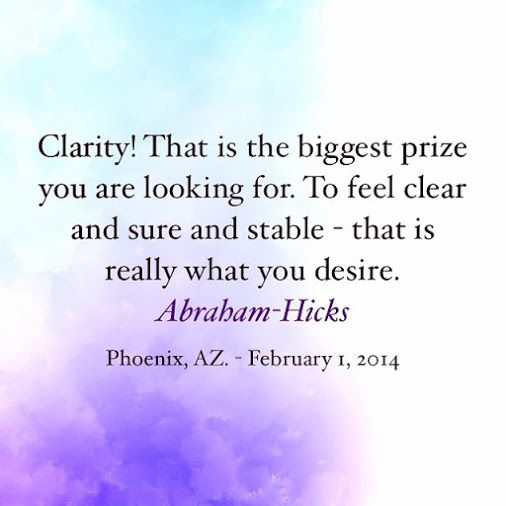 Clarity! That is the biggest prize
you are looking for. To feel clear
and sure and stable - that is
really what you desire.
Abraham-Hicks
Phoenix, AZ. - February 1, 2014